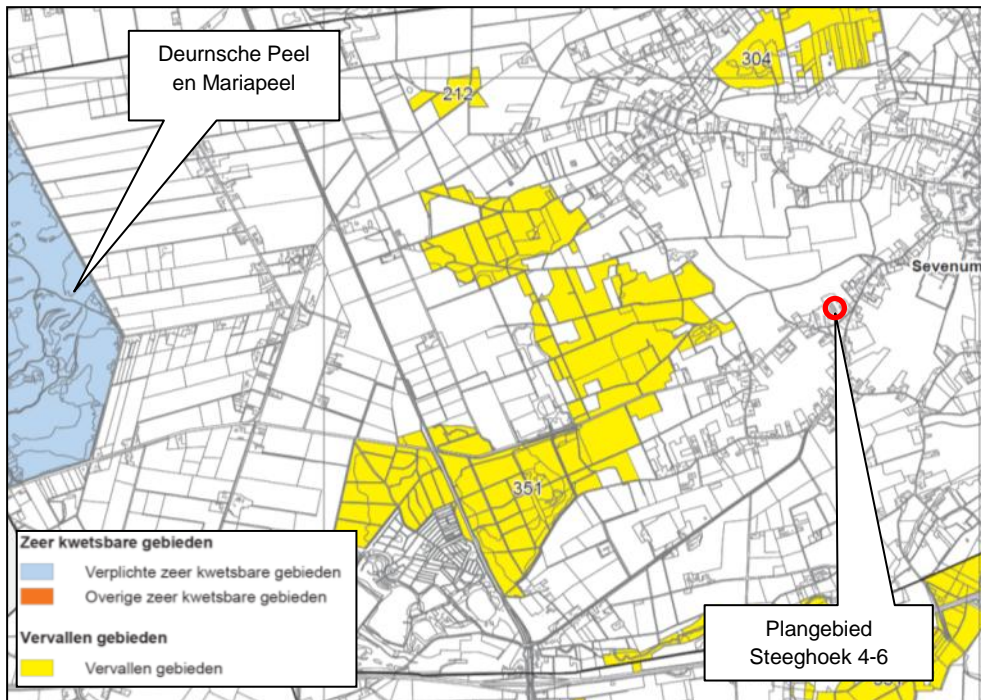 Deurnsche Peel
en Mariapeel
304
212
Sevenum
351
Zeer kwetsbare gebieden
Verplichte zeer kwetsbare gebieden
Overige zeer kwetsbare gebieden
Vervallen gebieden
Vervallen gebieden
Plangebied
Steeghoek 4-6